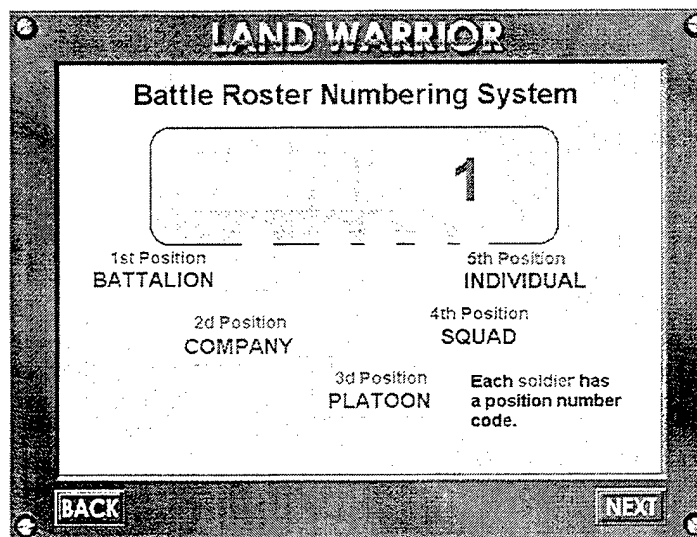 LAND WARRIOR
Battle Roster Numbering System
1
1st Position
BATTALION
5th Position
INDIVIDUAL
2d Position
COMPANY
4th Position
SQUAD
3d Position
PLATOON
Each soldier has
a position number
code.
BACK
NEXT